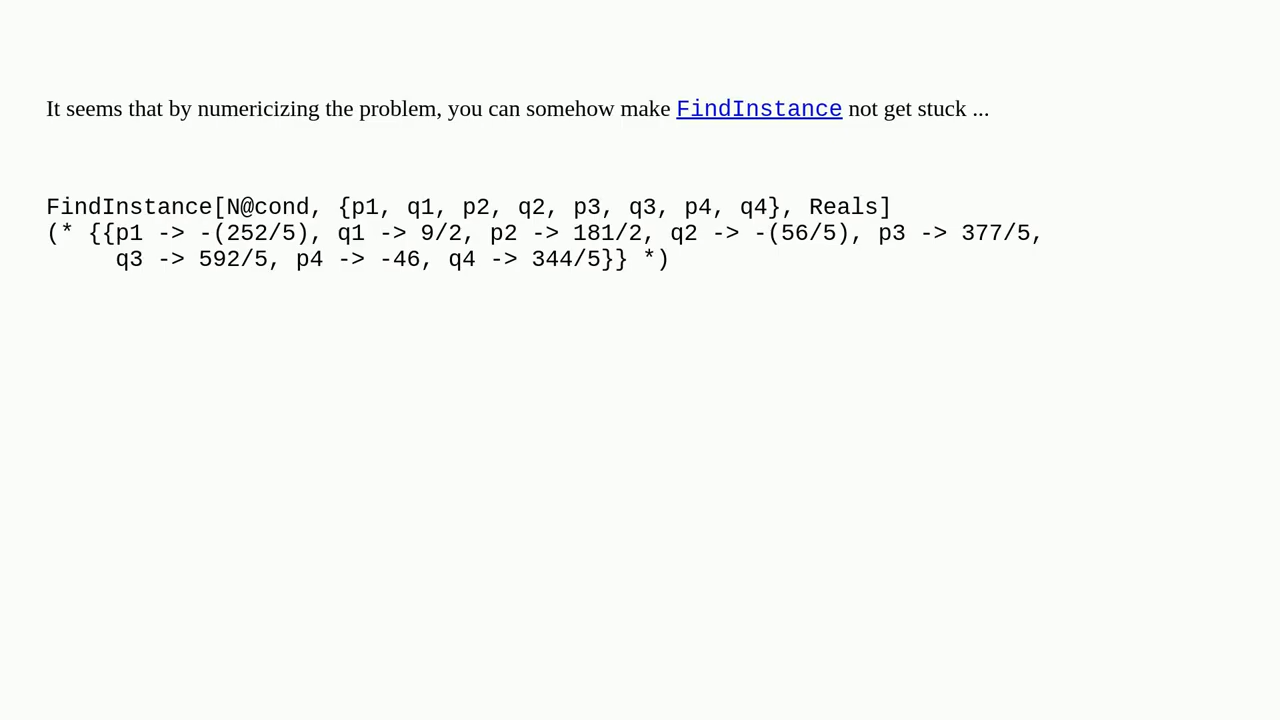 It seems that by numericizing the problem, you can somehow make FindInstance not get stuck ...
FindInstance[N@cond, {p1, q1, p2, q2, p3, q3, p4, q4}, Reals]
(* {{p1 -> -(252/5), q1 -> 9/2, p2 -> 181/2, q2 -> -(56/5), p3 -> 377/5,
q3 -> 592/5, p4 -> -46, q4 -> 344/5}} *)